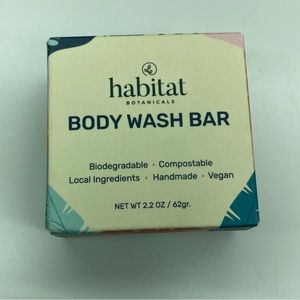 habitat
BOTANICALS
BODY WASH BAR
Biodegradable • Compostable
Local Ingredients • Handmade • Vegan
NET WT 2.2 OZ / 62gr.